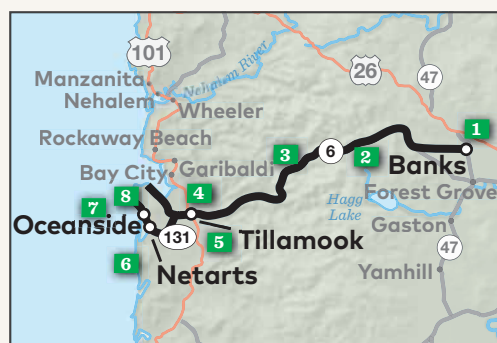 101
Nehalem River
26
47
Manzanita
Nehalem
Wheeler
1
Rockaway Beach
6
3
2
Banks
Bay City
Garibaldi
Forest Grove
8
4
Hagg
Lake
7
Oceanside
131
5
Tillamook
Gaston
47
6
Netarts
Yamhill